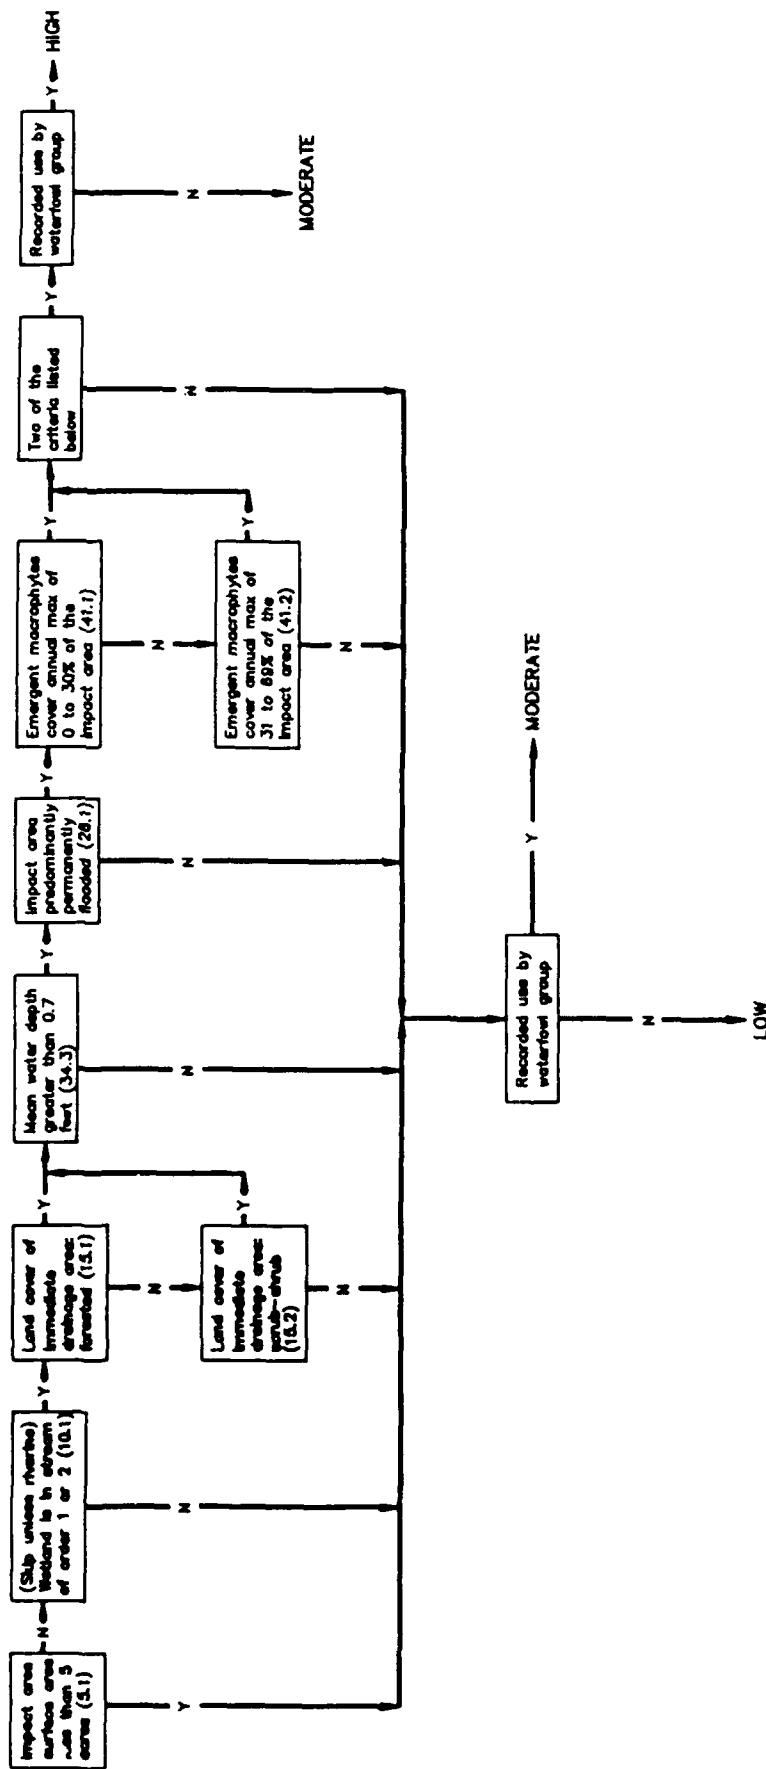 Impact area
surface area
less than 5
acres (5.1)
Y
N
(Skip unless riverine)
Wetland is in stream
of order 1 or 2 (10.1)
N
Y
Land cover of
immediate
drainage area:
forested (15.1)
Y
N
Land cover of
immediate
drainage area:
scrub-shrub
(15.2)
Y
N
Mean water depth
greater than 0.7
feet (34.3)
Y
N
Impact area
predominantly
permanently
flooded (28.1)
Y
N
Emergent macrophytes
cover annual max of
0 to 30% of the
impact area (41.1)
Y
N
Emergent macrophytes
cover annual max of
31 to 69% of the
impact area (41.2)
Y
N
Two of the
criteria listed
below
Y
N
Recorded use by
waterfowl group
Y
HIGH
N
MODERATE
Recorded use by
waterfowl group
Y
MODERATE
N
LOW